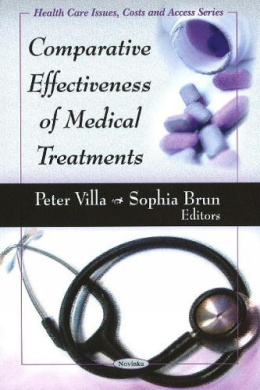 Health Care Issues, Costs and Access Series
Comparative
Effectiveness
of Medical
Treatments
Peter Villa Sophia Brun
Editors
Novinka